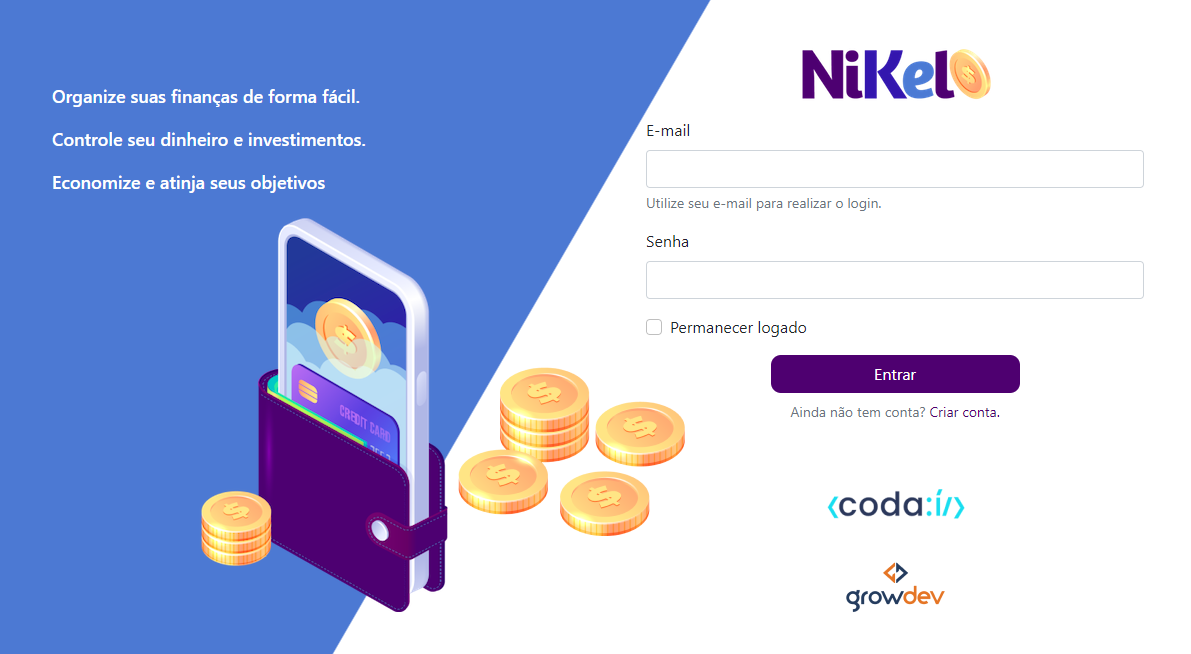 Organize suas finanças de forma fácil.
Controle seu dinheiro e investimentos.
Economize e atinja seus objetivos
CREDIT CARD
NiKel
E-mail
Utilize seu e-mail para realizar o login.
Senha
Permanecer logado
Entrar
Ainda não tem conta? Criar conta.
<coda:í/>
growdev